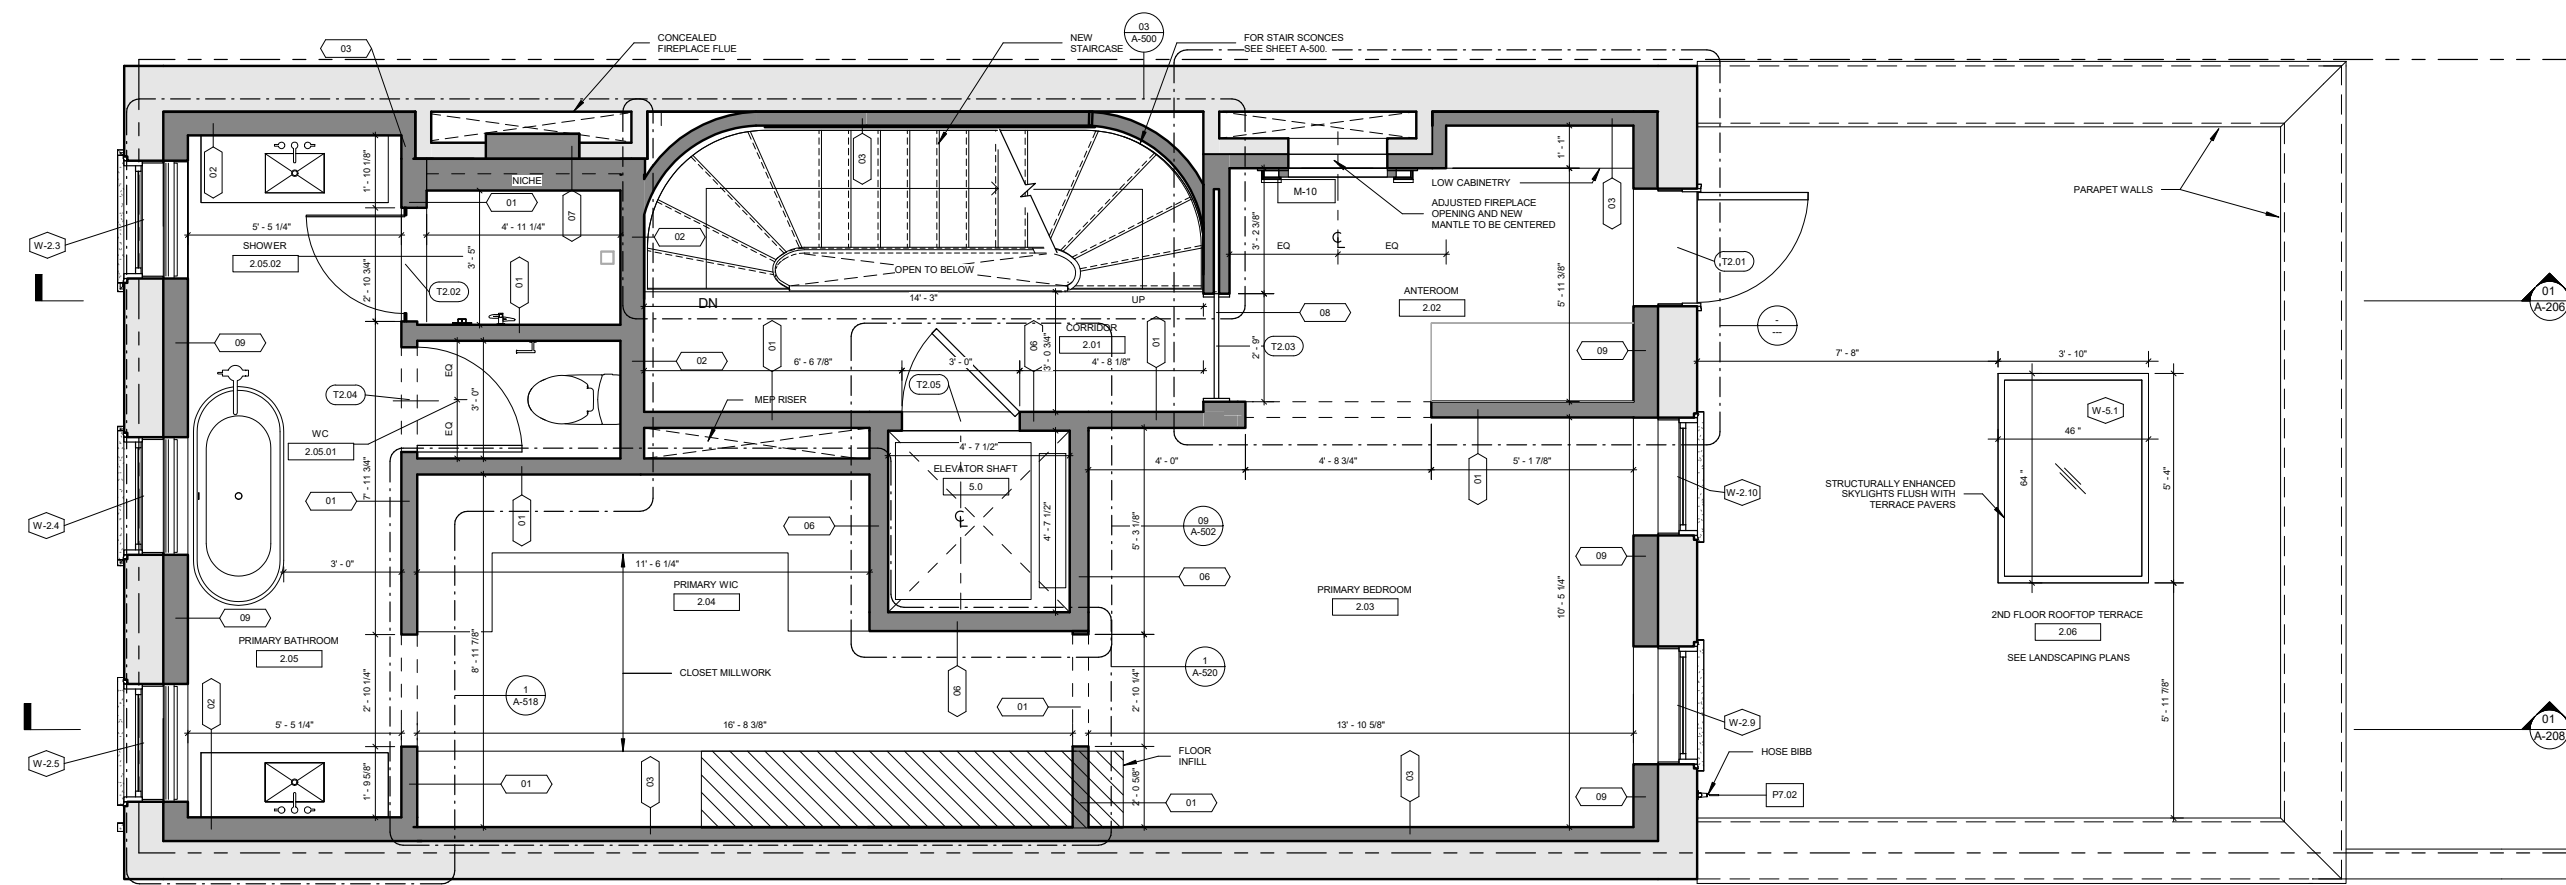 03
CONCEALED
FIREPLACE FLUE
NEW
STAIRCASE
03
A-500
FOR STAIR SCONCES
SEE SHEET A-500.
02
1' - 10 1/8"
NICHE
01
07
03
02
M-10
1' - 1"
LOW CABINETRY
ADJUSTED FIREPLACE
OPENING AND NEW
MANTLE TO BE CENTERED
03
PARAPET WALLS
W-2.3
5' - 5 1/4"
SHOWER
2.05.02
4' - 11 1/4"
3' - 5"
2' - 10 3/4"
T2.02
01
OPEN TO BELOW
DN
14' - 3"
UP
3' - 2 3/8"
EQ
EQ
5' - 11 3/8"
T2.01
ANTEROOM
2.02
08
01
A-206
09
T2.04
EQ
3' - 0"
EQ
02
01
6' - 6 7/8"
3' - 0"
06
3' - 0 3/4"
CORRIDOR
2.01
4' - 8 1/8"
01
2' - 9"
T2.03
T2.05
09
-
---
7' - 8"
3' - 10"
MEP RISER
WC
2.05.01
W-5.1
46 "
64 "
5' - 4"
W-2.4
7' - 11 3/4"
01
01
4' - 7 1/2"
ELEVATOR SHAFT
5.0
4' - 7 1/2"
4' - 0"
4' - 8 3/4"
5' - 1 7/8"
01
W-2.10
STRUCTURALLY ENHANCED
SKYLIGHTS FLUSH WITH
TERRACE PAVERS
06
09
A-502
5' - 3 1/8"
09
3' - 0"
11' - 6 1/4"
06
PRIMARY WIC
2.04
PRIMARY BEDROOM
2.03
10' - 5 1/4"
09
PRIMARY BATHROOM
2.05
8' - 11 7/8"
2ND FLOOR ROOFTOP TERRACE
2.06
SEE LANDSCAPING PLANS
CLOSET MILLWORK
1
A-520
02
2' - 10 1/4"
1
A-518
06
01
2' - 10 1/4"
5' - 11 7/8"
5' - 5 1/4"
16' - 8 3/8"
13' - 10 5/8"
W-2.9
01
A-208
W-2.5
1' - 9 5/8"
01
03
FLOOR
INFILL
2' - 0 5/8"
01
03
09
HOSE BIBB
P7.02